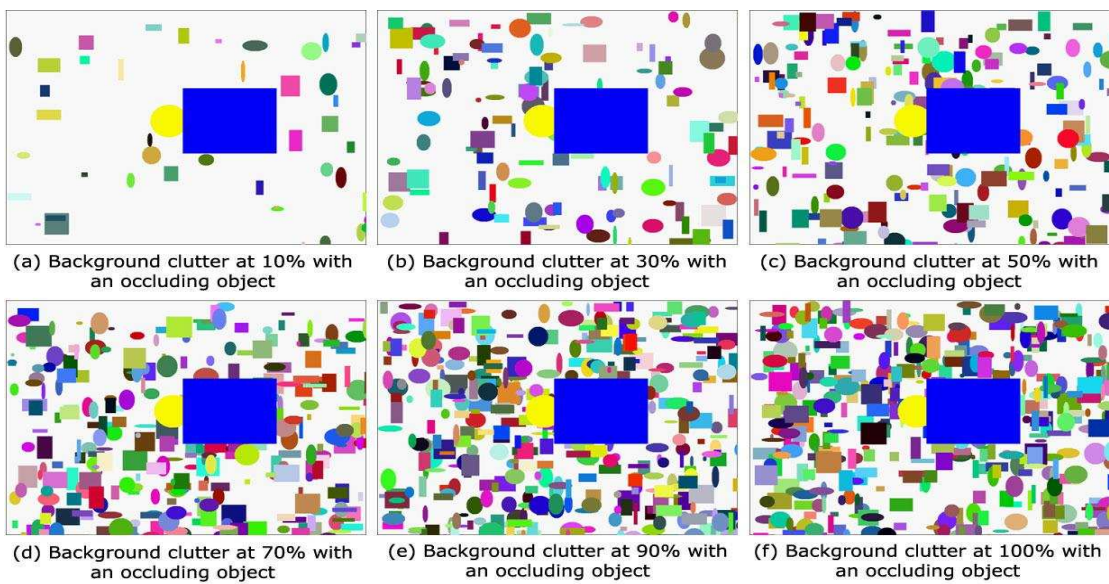 (a) Background clutter at 10% with
an occluding object
(b) Background clutter at 30% with
an occluding object
(c) Background clutter at 50% with
an occluding object
(d) Background clutter at 70% with
an occluding object
(e) Background clutter at 90% with
an occluding object
(f) Background clutter at 100% with
an occluding object